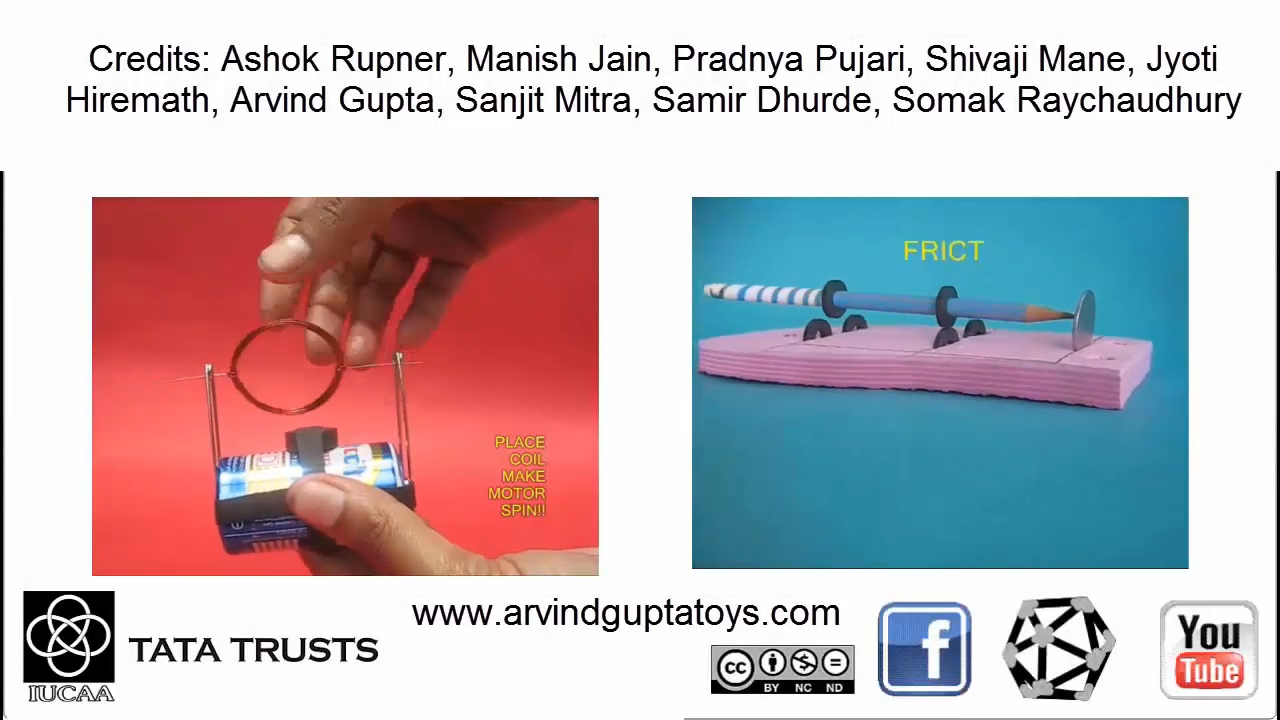 Credits: Ashok Rupner, Manish Jain, Pradnya Pujari, Shivaji Mane, Jyoti
Hiremath, Arvind Gupta, Sanjit Mitra, Samir Dhurde, Somak Raychaudhury
FRICT
PLACE
COIL
MAKE
MOTOR
SPIN!!
www.arvindguptatoys.com
IUCAA
TATA TRUSTS
cc
BY NC ND
f
You
Tube